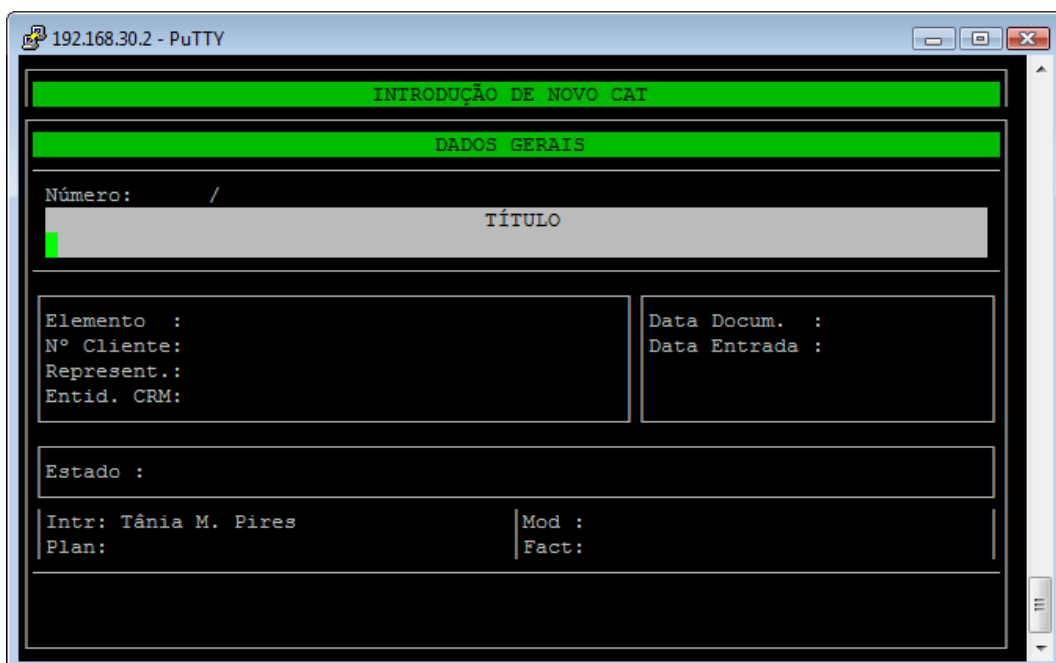 192.168.30.2 - PuTTY
INTRODUÇÃO DE NOVO CAT
DADOS GERAIS
Número: /
TÍTULO
Elemento : Data Docum. :
Nº Cliente: Data Entrada :
Represent.:
Entid. CRM:
Estado :
Intr: Tânia M. Pires Mod :
Plan: Fact: